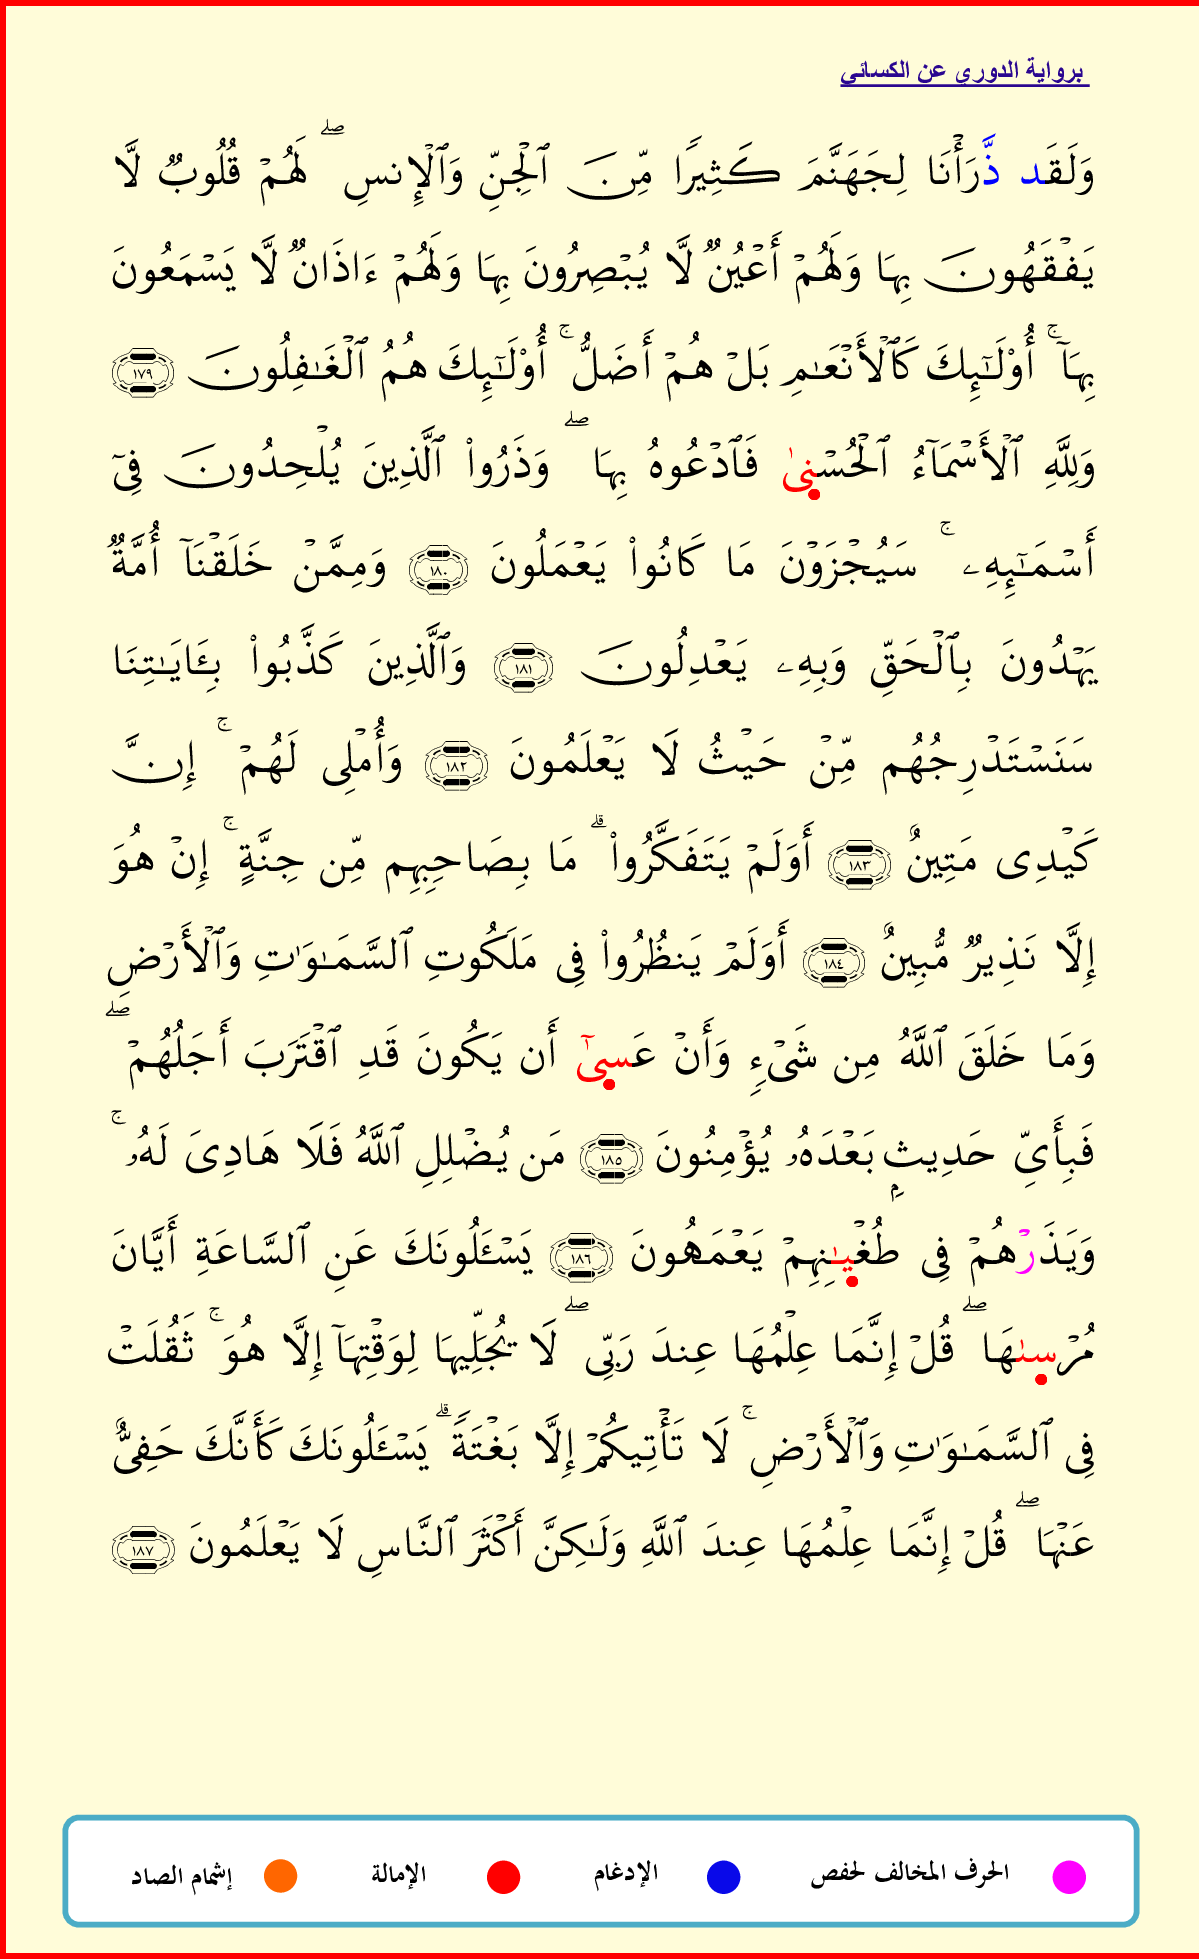 برواية الدوري عن الكسائي
وَلَقَد ذَّرَأۡنَا لِجَهَنَّمَ كَثِيرٗا مِّنَ ٱلۡجِنِّ وَٱلۡإِنسِۖ لَهُمۡ قُلُوبٞ لَّا
يَفۡقَهُونَ بِهَا وَلَهُمۡ أَعۡيُنٞ لَّا يُبۡصِرُونَ بِهَا وَلَهُمۡ ءَاذَانٞ لَّا يَسۡمَعُونَ
بِهَآۚ أُوْلَٰٓئِكَ كَٱلۡأَنۡعَٰمِ بَلۡ هُمۡ أَضَلُّۚ أُوْلَٰٓئِكَ هُمُ ٱلۡغَٰفِلُونَ ١٧٩
وَلِلَّهِ ٱلۡأَسۡمَآءُ ٱلۡحُسۡنىٰ فَٱدۡعُوهُ بِهَاۖ وَذَرُواْ ٱلَّذِينَ يُلۡحِدُونَ فِيٓ
أَسۡمَٰٓئِهِۦۚ سَيُجۡزَوۡنَ مَا كَانُواْ يَعۡمَلُونَ ١٨٠ وَمِمَّنۡ خَلَقۡنَآ أُمَّةٞ
يَهۡدُونَ بِٱلۡحَقِّ وَبِهِۦ يَعۡدِلُونَ ١٨١ وَٱلَّذِينَ كَذَّبُواْ بِـَٔايَٰتِنَا
سَنَسۡتَدۡرِجُهُم مِّنۡ حَيۡثُ لَا يَعۡلَمُونَ ١٨٢ وَأُمۡلِي لَهُمۡۚ إِنَّ
كَيۡدِي مَتِينٌ ١٨٣ أَوَلَمۡ يَتَفَكَّرُواْۗ مَا بِصَاحِبِهِم مِّن جِنَّةٍۚ إِنۡ هُوَ
إِلَّا نَذِيرٞ مُّبِينٌ ١٨٤ أَوَلَمۡ يَنظُرُواْ فِي مَلَكُوتِ ٱلسَّمَٰوَٰتِ وَٱلۡأَرۡضِ
وَمَا خَلَقَ ٱللَّهُ مِن شَيۡءٖ وَأَنۡ عَسىٰٓ أَن يَكُونَ قَدِ ٱقۡتَرَبَ أَجَلُهُمۡۖ
فَبِأَيِّ حَدِيثِۭ بَعۡدَهُۥ يُؤۡمِنُونَ ١٨٥ مَن يُضۡلِلِ ٱللَّهُ فَلَا هَادِيَ لَهُۥۚ
وَيَذَرۡهُمۡ فِي طُغۡيٰنِهِمۡ يَعۡمَهُونَ ١٨٦ يَسۡـَٔلُونَكَ عَنِ ٱلسَّاعَةِ أَيَّانَ
مُرۡسىٰهَاۖ قُلۡ إِنَّمَا عِلۡمُهَا عِندَ رَبِّيۖ لَا يُجَلِّيهَا لِوَقۡتِهَآ إِلَّا هُوَۚ ثَقُلَتۡ
فِي ٱلسَّمَٰوَٰتِ وَٱلۡأَرۡضِۚ لَا تَأۡتِيكُمۡ إِلَّا بَغۡتَةٗۗ يَسۡـَٔلُونَكَ كَأَنَّكَ حَفِيٌّ
عَنۡهَاۖ قُلۡ إِنَّمَا عِلۡمُهَا عِندَ ٱللَّهِ وَلَٰكِنَّ أَكۡثَرَ ٱلنَّاسِ لَا يَعۡلَمُونَ ١٨٧
الحرف المخالف لحفص الإدغام الإمالة إشمام الصاد